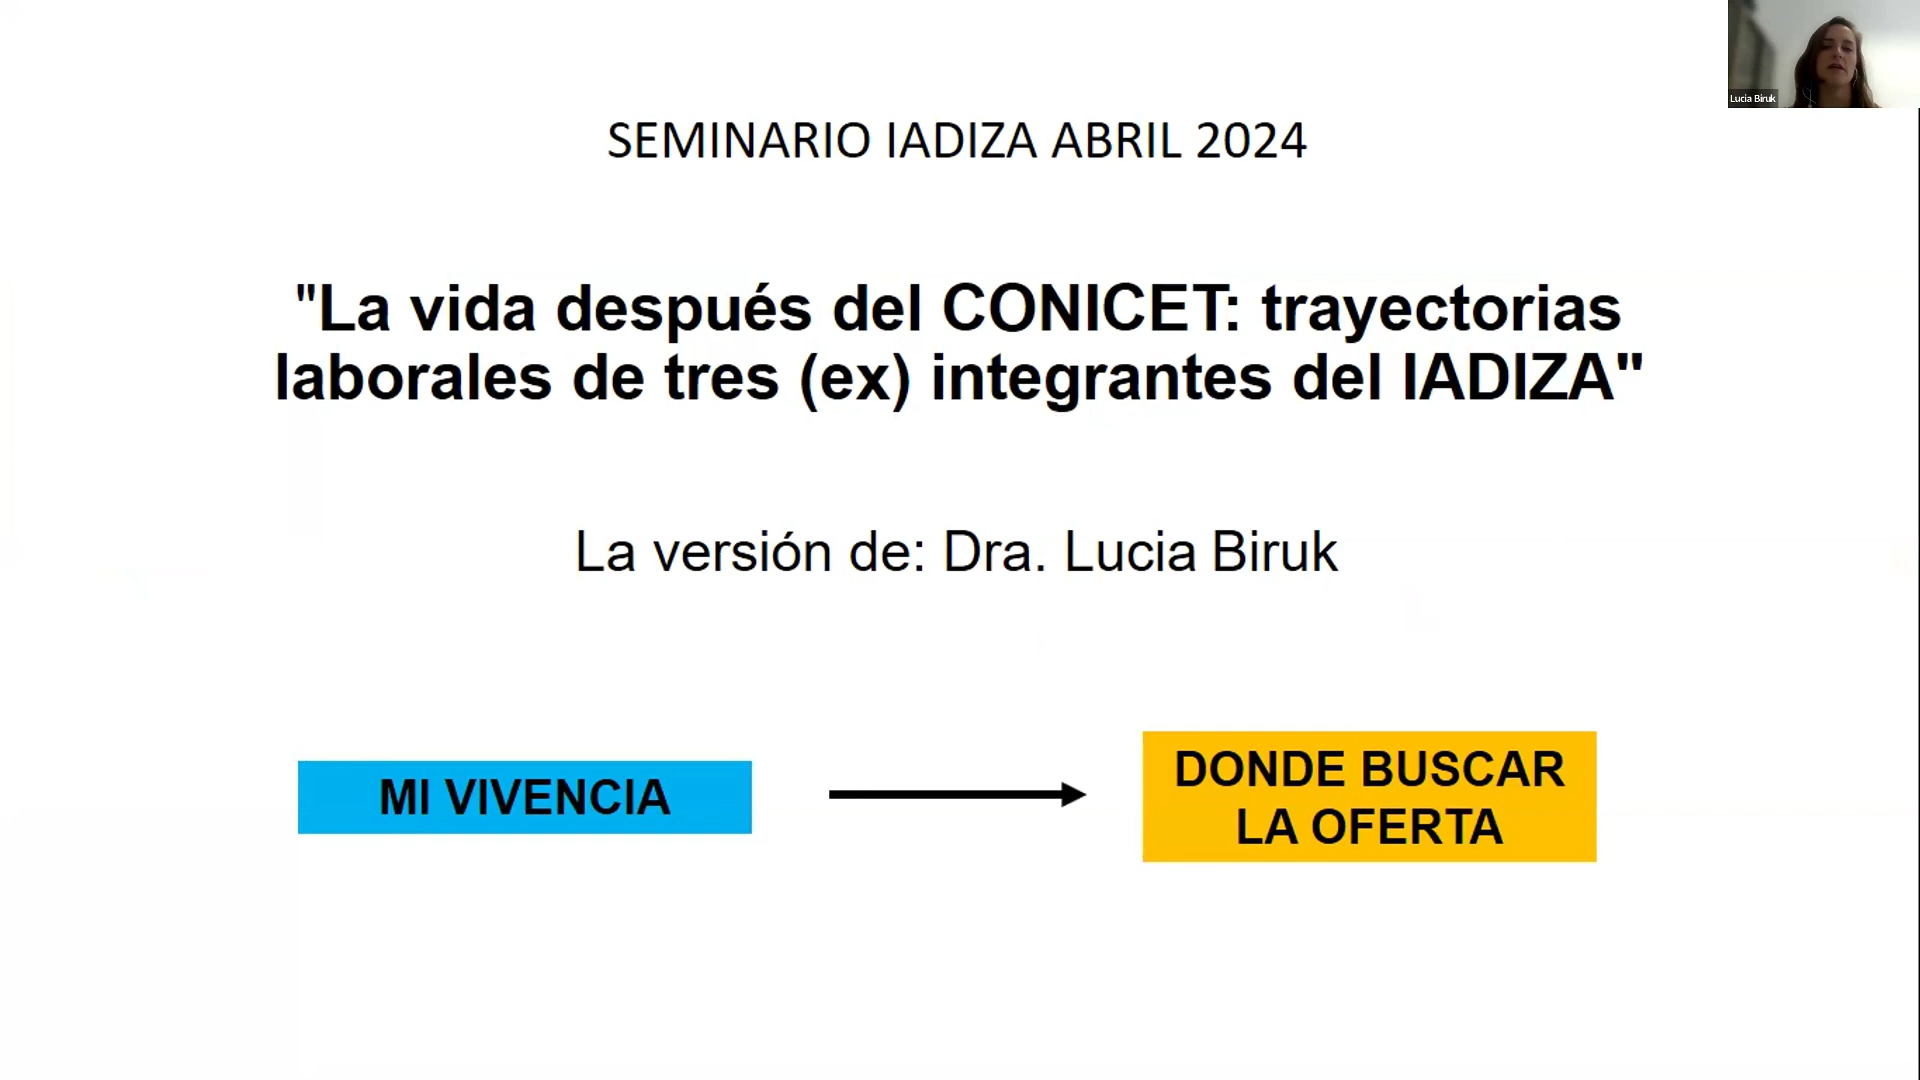 Lucia Biruk
SEMINARIO IADIZA ABRIL 2024
"La vida después del CONICET: trayectorias
laborales de tres (ex) integrantes del IADIZA"
La versión de: Dra. Lucia Biruk
MI VIVENCIA
DONDE BUSCAR
LA OFERTA